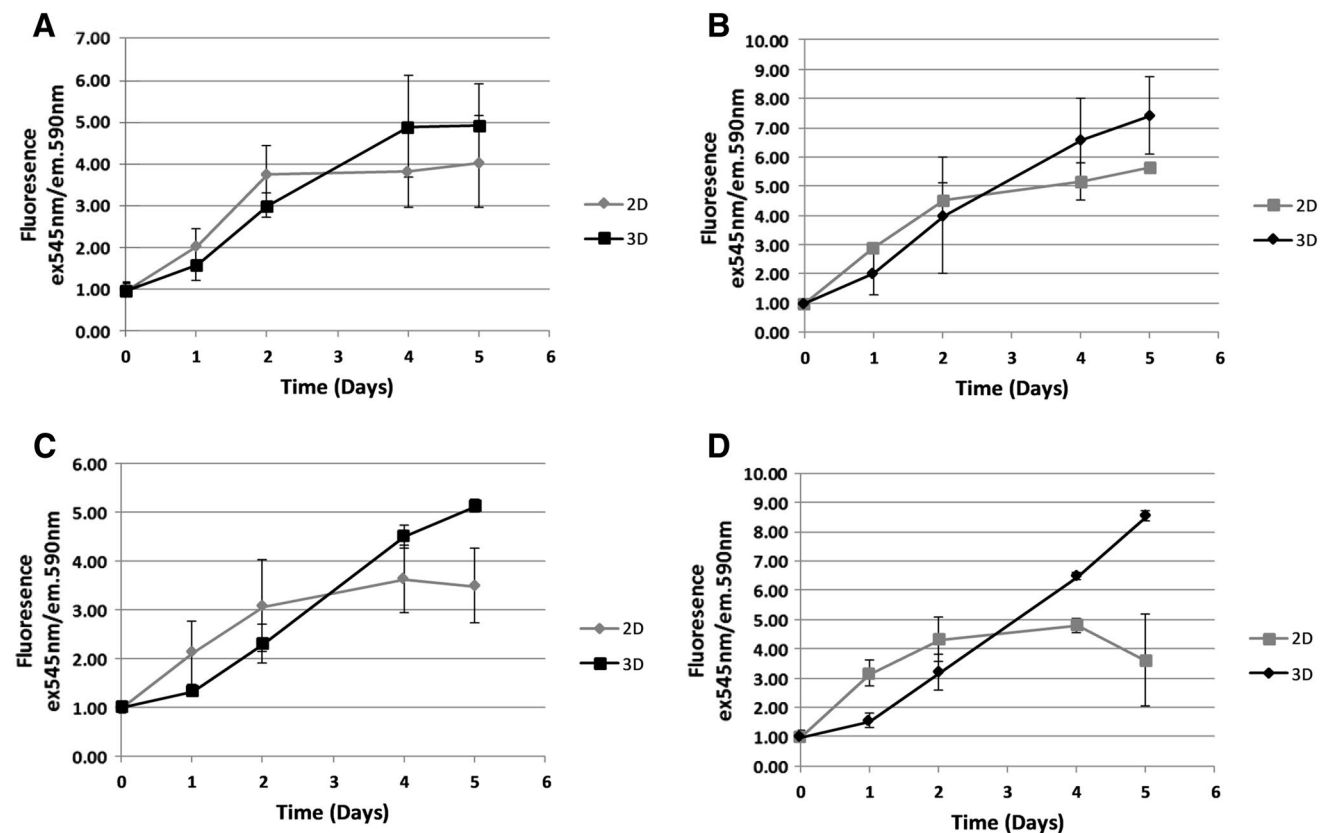 A
7.00
6.00
5.00
4.00
3.00
2.00
1.00
0.00
Fluoresence
ex545nm/em.590nm
0 1 2 3 4 5 6
Time (Days)
2D
3D
B
10.00
9.00
8.00
7.00
6.00
5.00
4.00
3.00
2.00
1.00
0.00
Fluoresence
ex545nm/em.590nm
0 1 2 3 4 5 6
Time (Days)
2D
3D
C
6.00
5.00
4.00
3.00
2.00
1.00
0.00
Fluoresence
ex545nm/em.590nm
0 1 2 3 4 5 6
Time (Days)
2D
3D
D
10.00
9.00
8.00
7.00
6.00
5.00
4.00
3.00
2.00
1.00
0.00
Fluoresence
ex545nm/em.590nm
0 1 2 3 4 5 6
Time (Days)
2D
3D